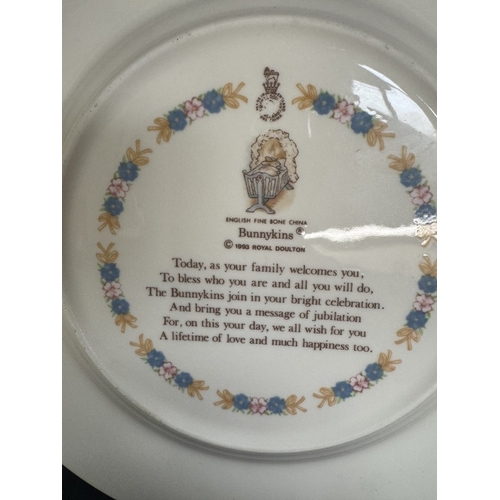 ENGLISH FINE BONE CHINA
Bunnykins ®
© 1993 ROYAL DOULTON
Today, as your family welcomes you,
To bless who you are and all you will do,
The Bunnykins join in your bright celebration.
And bring you a message of jubilation
For, on this your day, we all wish for you
A lifetime of love and much happiness too.